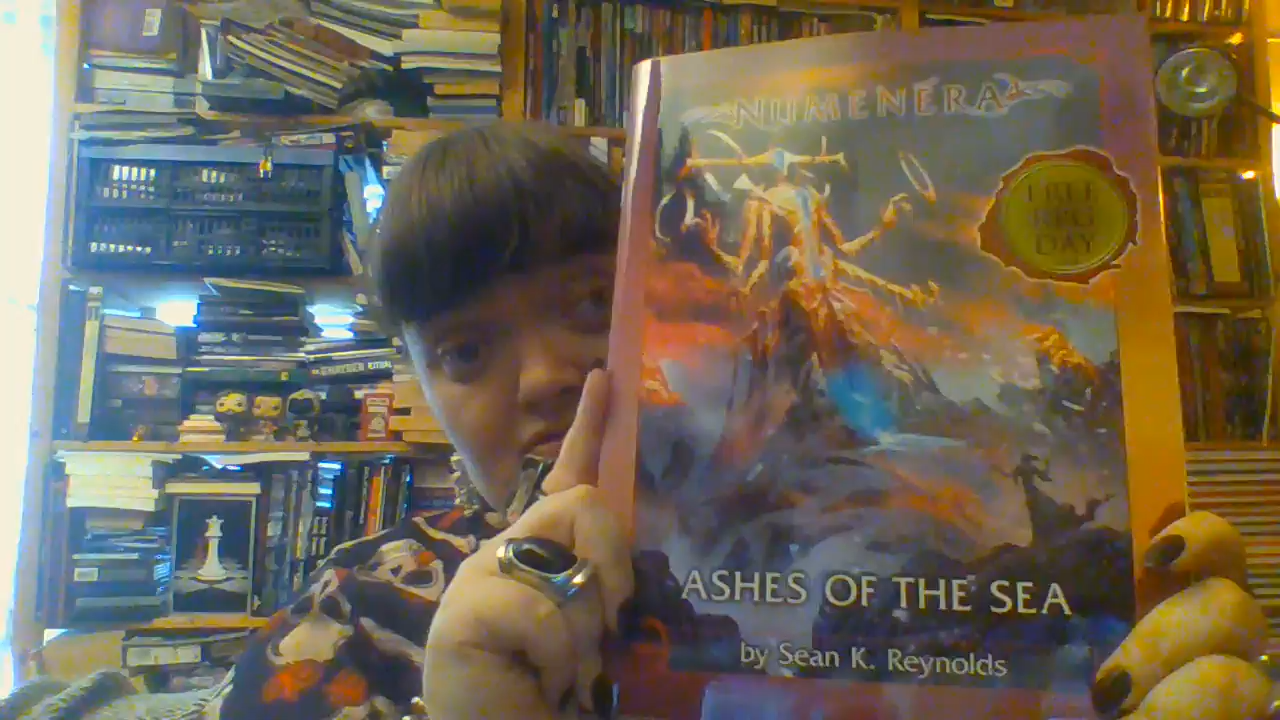 NUMENERA
FREE
RPG
DAY
ASHES OF THE SEA
by Sean K. Reynolds